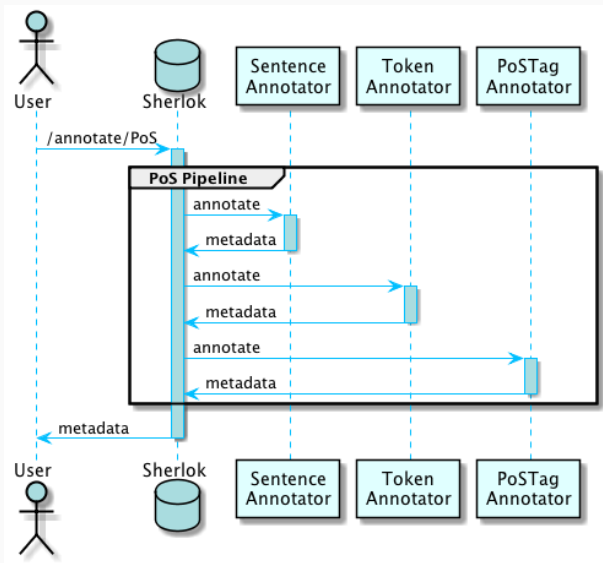 User
Sherlok
Sentence
Annotator
Token
Annotator
PoSTag
Annotator
/annotate/PoS
PoS Pipeline
annotate
metadata
annotate
metadata
annotate
metadata
metadata
User
Sherlok
Sentence
Annotator
Token
Annotator
PoSTag
Annotator